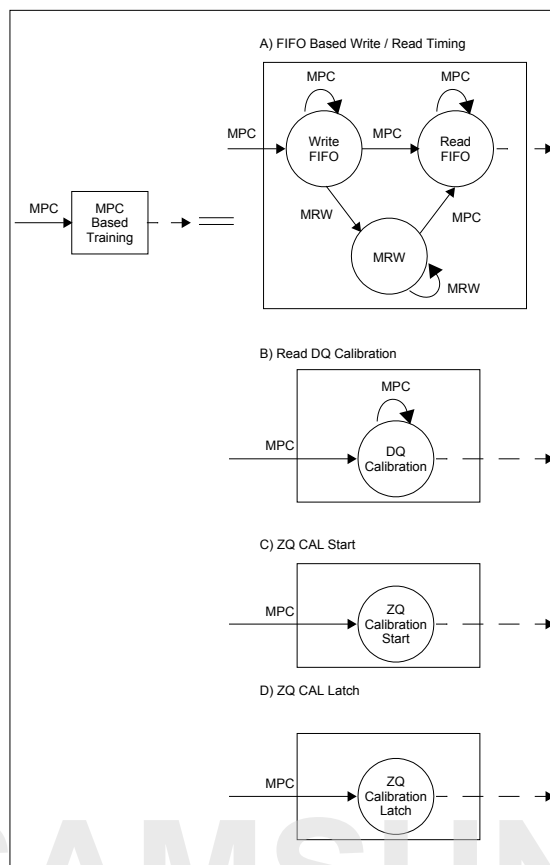 A) FIFO Based Write / Read Timing
MPC
MPC
MPC
Write
FIFO
MPC
Read
FIFO
MPC
MPC
Based
Training
MRW
MPC
MRW
MRW
B) Read DQ Calibration
MPC
MPC
DQ
Calibration
C) ZQ CAL Start
MPC
ZQ
Calibration
Start
D) ZQ CAL Latch
MPC
ZQ
Calibration
Latch
SAMSUN